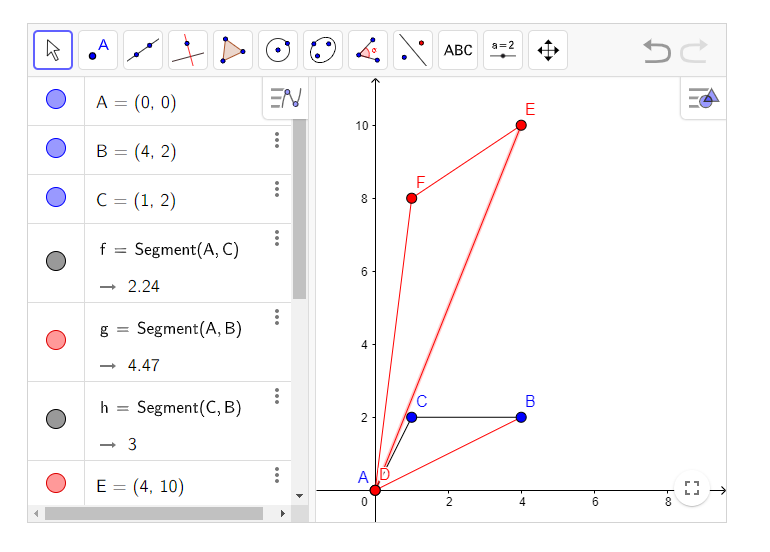 A
ABC
a=2
A = (0, 0)
B = (4, 2)
C = (1, 2)
f = Segment(A, C)
→ 2.24
g = Segment(A, B)
→ 4.47
h = Segment(C, B)
→ 3
E = (4, 10)
E
10
F
8
6
4
C
B
2
A
D
0
2
4
6
8